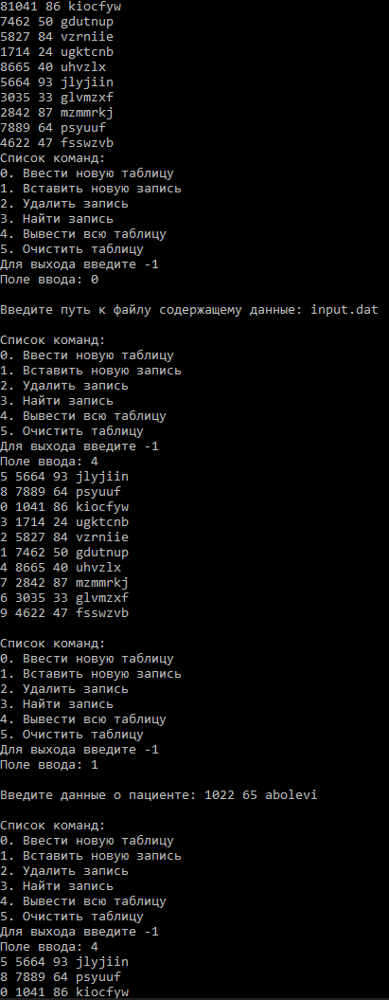 81041 86 kiocfyw
7462 50 gdutnup
5827 84 vzrniie
1714 24 ugktcnb
8665 40 uhvzlx
5664 93 jlyjiin
3035 33 glvmzxf
2842 87 mzmmrkj
7889 64 psyuuf
4622 47 fsswzvb
Список команд:
0. Ввести новую таблицу
1. Вставить новую запись
2. Удалить запись
3. Найти запись
4. Вывести всю таблицу
5. Очистить таблицу
Для выхода введите -1
Поле ввода: 0
Введите путь к файлу содержащему данные: input.dat
Список команд:
0. Ввести новую таблицу
1. Вставить новую запись
2. Удалить запись
3. Найти запись
4. Вывести всю таблицу
5. Очистить таблицу
Для выхода введите -1
Поле ввода: 4
5 5664 93 jlyjiin
8 7889 64 psyuuf
0 1041 86 kiocfyw
3 1714 24 ugktcnb
2 5827 84 vzrniie
1 7462 50 gdutnup
4 8665 40 uhvzlx
7 2842 87 mzmmrkj
6 3035 33 glvmzxf
9 4622 47 fsswzvb
Список команд:
0. Ввести новую таблицу
1. Вставить новую запись
2. Удалить запись
3. Найти запись
4. Вывести всю таблицу
5. Очистить таблицу
Для выхода введите -1
Поле ввода: 1
Введите данные о пациенте: 1022 65 abolevi
Список команд:
0. Ввести новую таблицу
1. Вставить новую запись
2. Удалить запись
3. Найти запись
4. Вывести всю таблицу
5. Очистить таблицу
Для выхода введите -1
Поле ввода: 4
5 5664 93 jlyjiin
8 7889 64 psyuuf
0 1041 86 kiocfyw